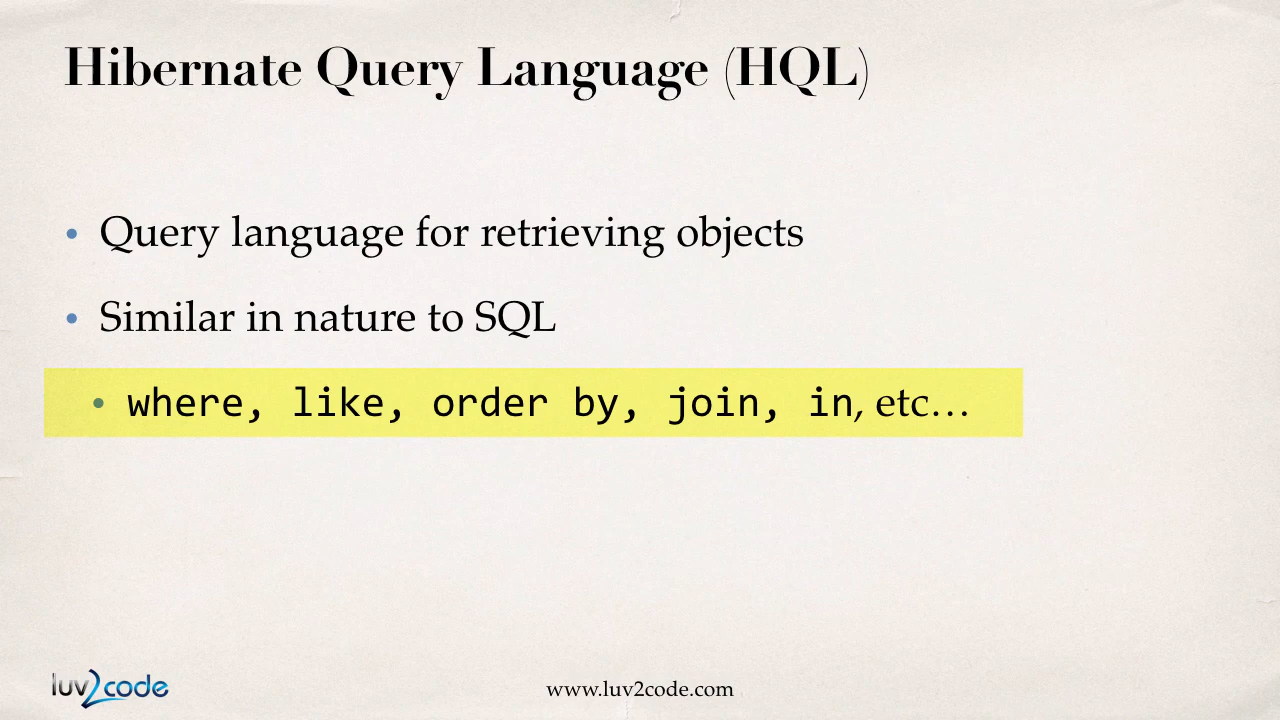 Hibernate Query Language (HQL)
• Query language for retrieving objects
• Similar in nature to SQL
• where, like, order by, join, in, etc…
luv2code
www.luv2code.com